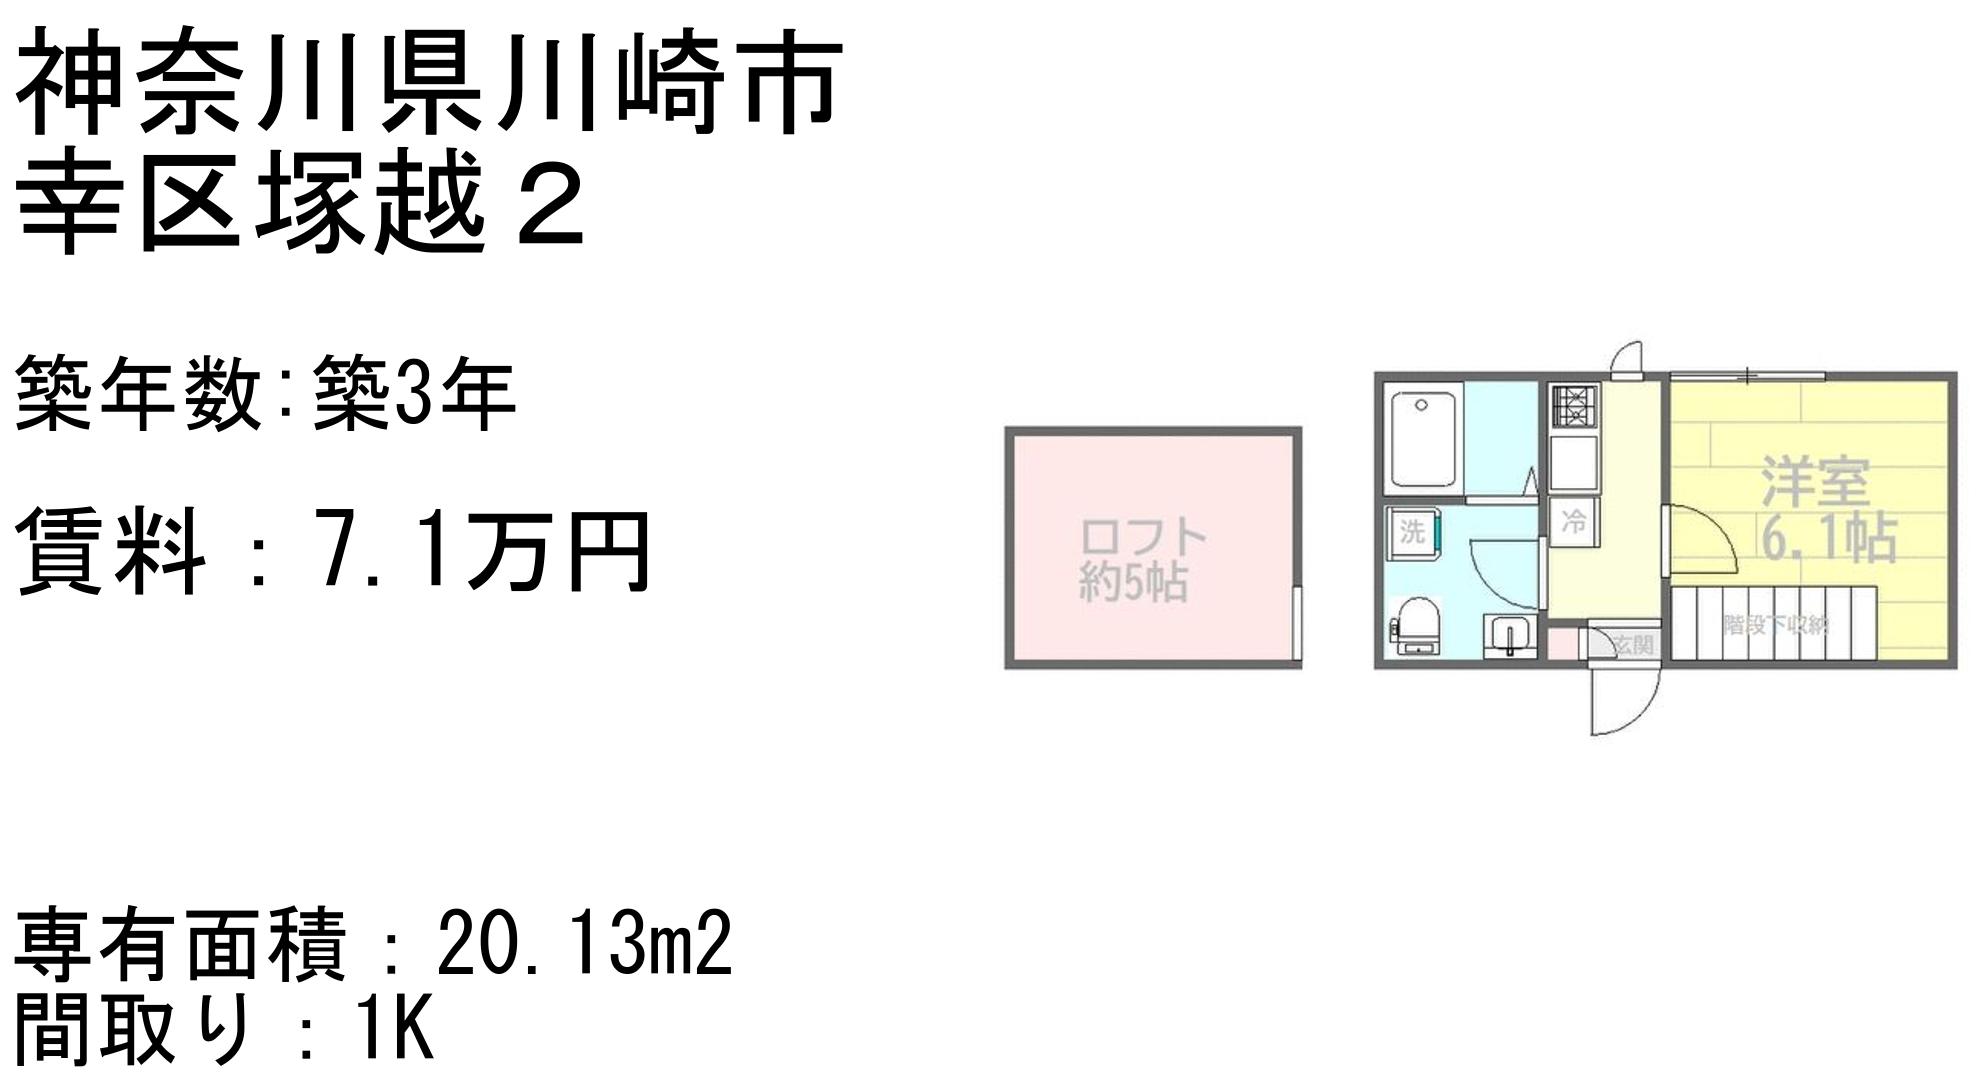 神奈川県川崎市
幸区塚越２
築年数:築3年
賃料：7.1万円
ロフト
約5帖
洗
冷
洋室
6.1帖
階段下収納
玄関
専有面積：20.13m2
間取り：1K